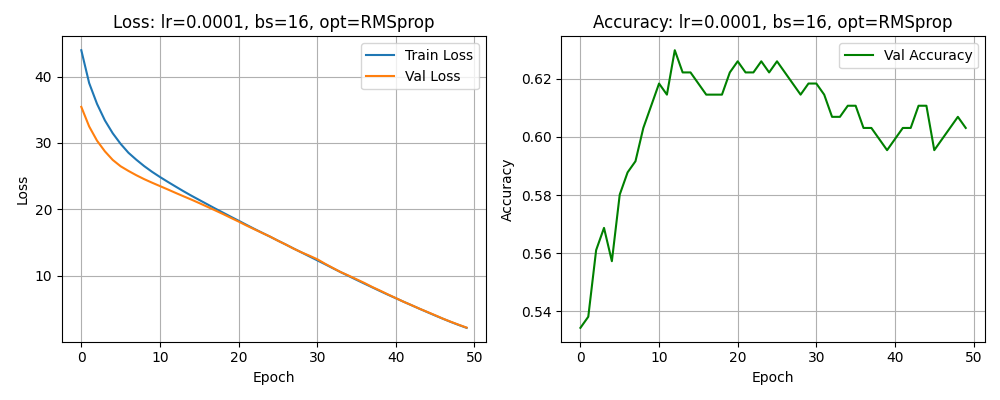 Loss: lr=0.0001, bs=16, opt=RMSprop
Train Loss
Val Loss
40
30
20
10
Loss
0 10 20 30 40 50
Epoch
Accuracy: lr=0.0001, bs=16, opt=RMSprop
Val Accuracy
0.62
0.60
0.58
0.56
0.54
Accuracy
0 10 20 30 40 50
Epoch